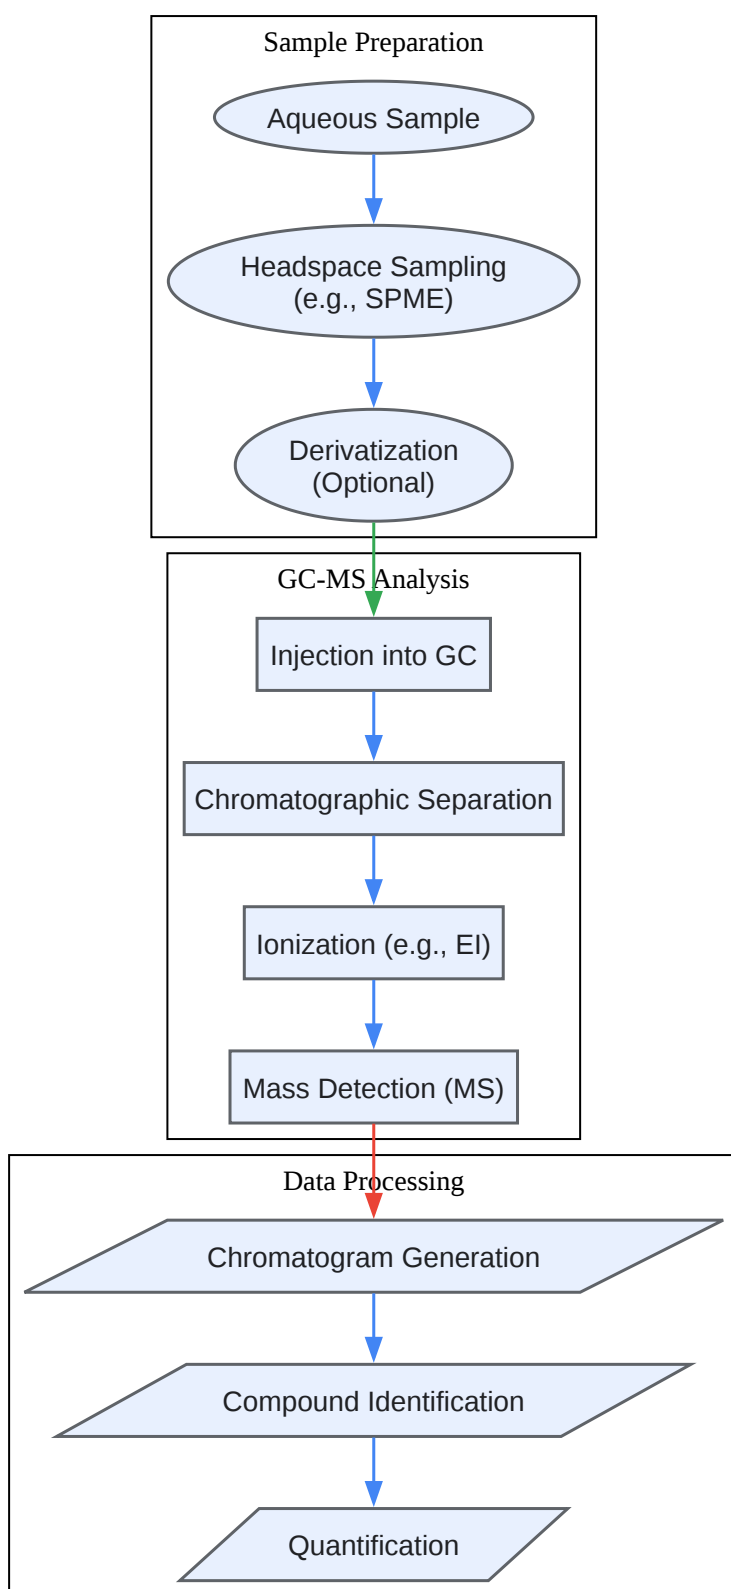 Sample Preparation
Aqueous Sample
Headspace Sampling
(e.g., SPME)
Derivatization
(Optional)
GC-MS Analysis
Injection into GC
Chromatographic Separation
Ionization (e.g., EI)
Mass Detection (MS)
Data Processing
Chromatogram Generation
Compound Identification
Quantification